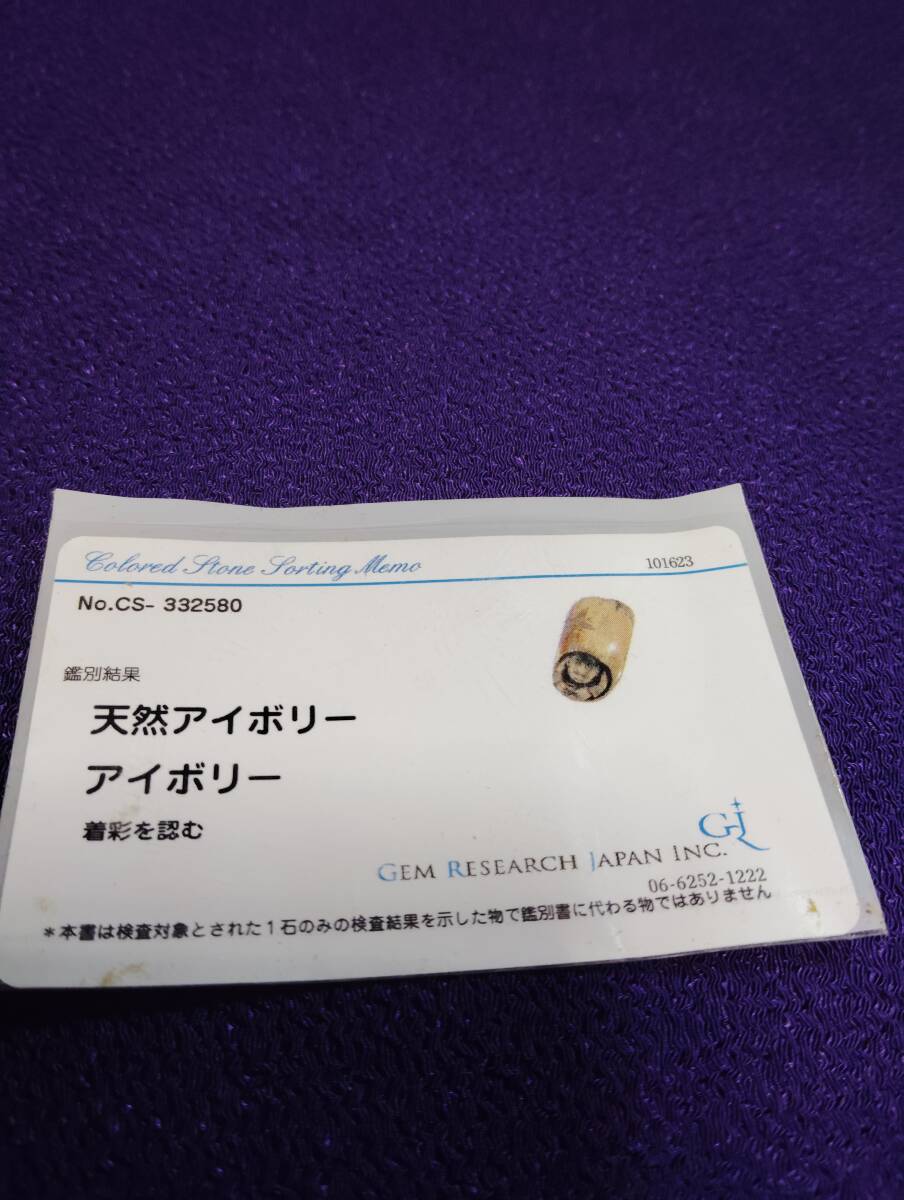 Colored Stone Sorting Memo 101623
No.CS- 332580
鑑別結果
天然アイボリー
アイボリー
着彩を認む
GJ
GEM RESEARCH JAPAN INC.
06-6252-1222
*本書は検査対象とされた1石のみの検査結果を示した物で鑑別書に代わる物ではありません